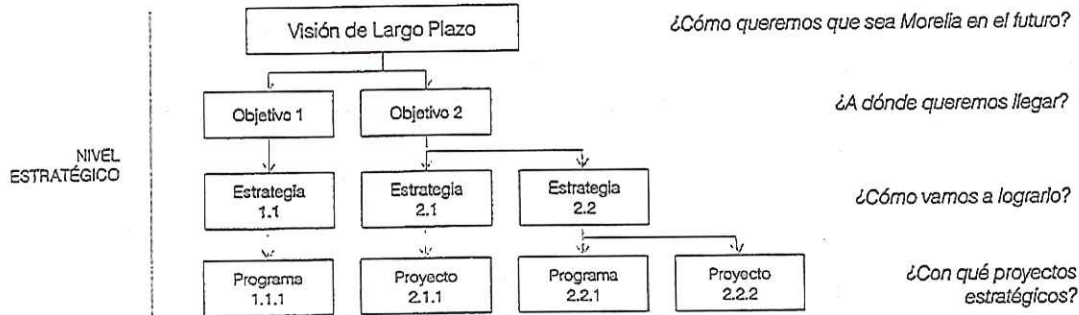 Visión de Largo Plazo
¿Cómo queremos que sea Morelia en el futuro?
Objetivo 1
Objetivo 2
¿A dónde queremos llegar?
NIVEL
ESTRATÉGICO
Estrategia
1.1
Estrategia
2.1
Estrategia
2.2
¿Cómo vamos a lograrlo?
Programa
1.1.1
Proyecto
2.1.1
Programa
2.2.1
Proyecto
2.2.2
¿Con qué proyectos
estratégicos?